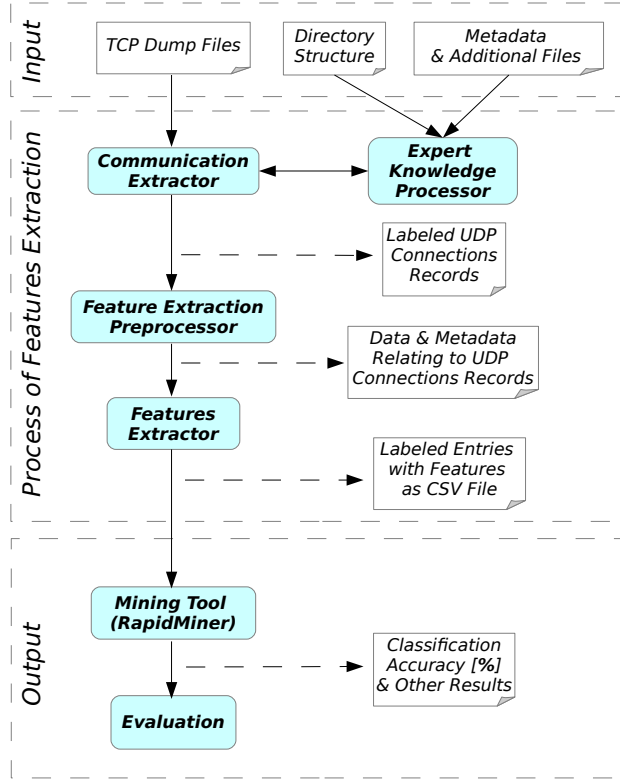 Input
TCP Dump Files
Directory
Structure
Metadata
& Additional Files
Process of Features Extraction
Communication
Extractor
Expert
Knowledge
Processor
Labeled UDP
Connections
Records
Feature Extraction
Preprocessor
Data & Metadata
Relating to UDP
Connections Records
Features
Extractor
Labeled Entries
with Features
as CSV File
Output
Mining Tool
(RapidMiner)
Classification
Accuracy [%]
& Other Results
Evaluation